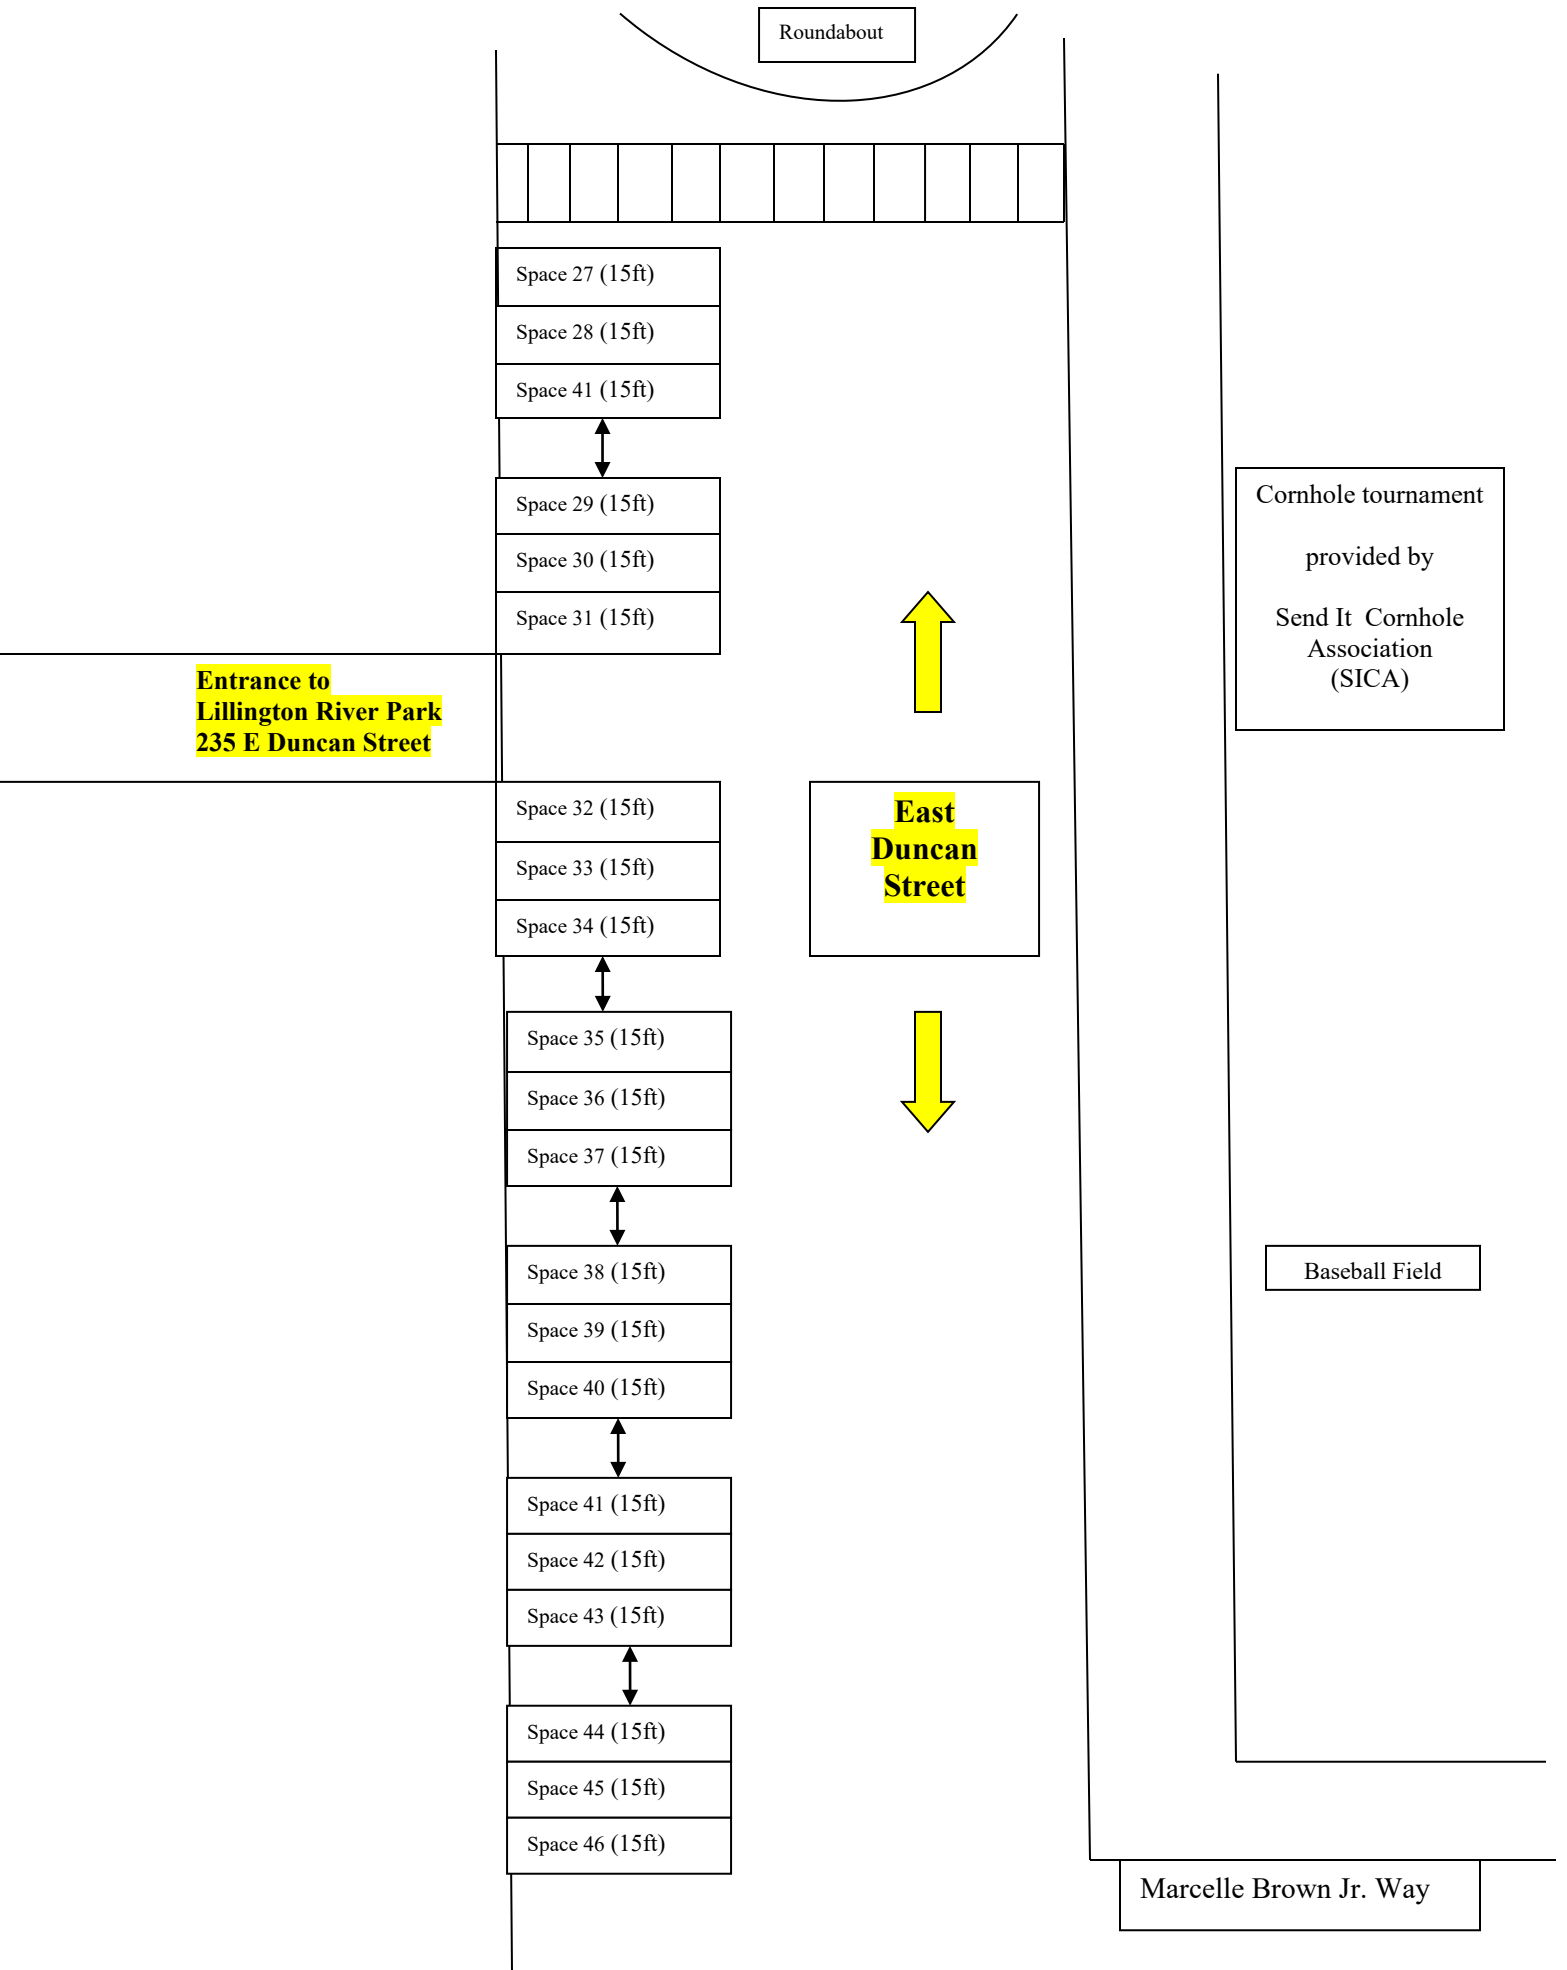 Roundabout
Space 27 (15ft)
Space 28 (15ft)
Space 41 (15ft)
Space 29 (15ft)
Space 30 (15ft)
Space 31 (15ft)
Cornhole tournament
provided by
Send It  Cornhole
Association
(SICA)
Entrance to
Lillington River Park
235 E Duncan Street
Space 32 (15ft)
Space 33 (15ft)
Space 34 (15ft)
East
Duncan
Street
Space 35 (15ft)
Space 36 (15ft)
Space 37 (15ft)
Space 38 (15ft)
Space 39 (15ft)
Space 40 (15ft)
Baseball Field
Space 41 (15ft)
Space 42 (15ft)
Space 43 (15ft)
Space 44 (15ft)
Space 45 (15ft)
Space 46 (15ft)
Marcelle Brown Jr. Way